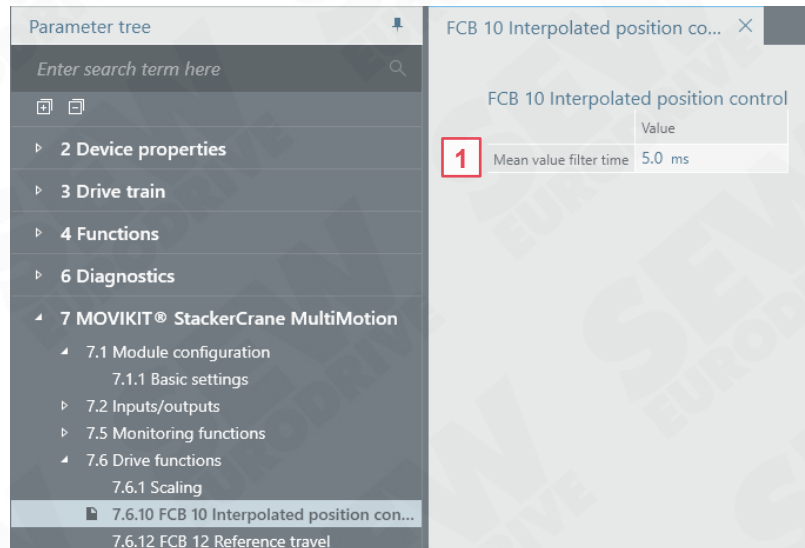 Parameter tree
Enter search term here
2 Device properties
3 Drive train
4 Functions
6 Diagnostics
7 MOVIKIT® StackerCrane MultiMotion
7.1 Module configuration
7.1.1 Basic settings
7.2 Inputs/outputs
7.5 Monitoring functions
7.6 Drive functions
7.6.1 Scaling
7.6.10 FCB 10 Interpolated position con...
7.6.12 FCB 12 Reference travel
FCB 10 Interpolated position co... ×
FCB 10 Interpolated position control
Value
1 Mean value filter time 5.0 ms
SEW
EURODRIVE